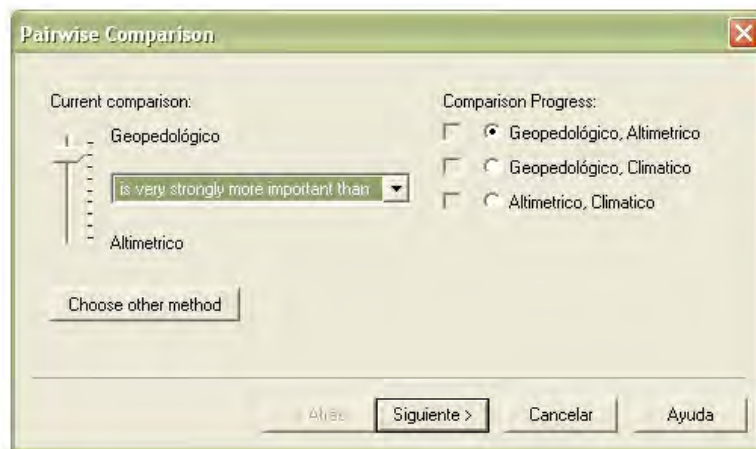 Pairwise Comparison
Current comparison:
Geopedológico
is very strongly more important than
Altimetrico
Choose other method
Comparison Progress:
Geopedológico, Altimetrico
Geopedológico, Climatico
Altimetrico, Climatico
< Atrás
Siguiente >
Cancelar
Ayuda